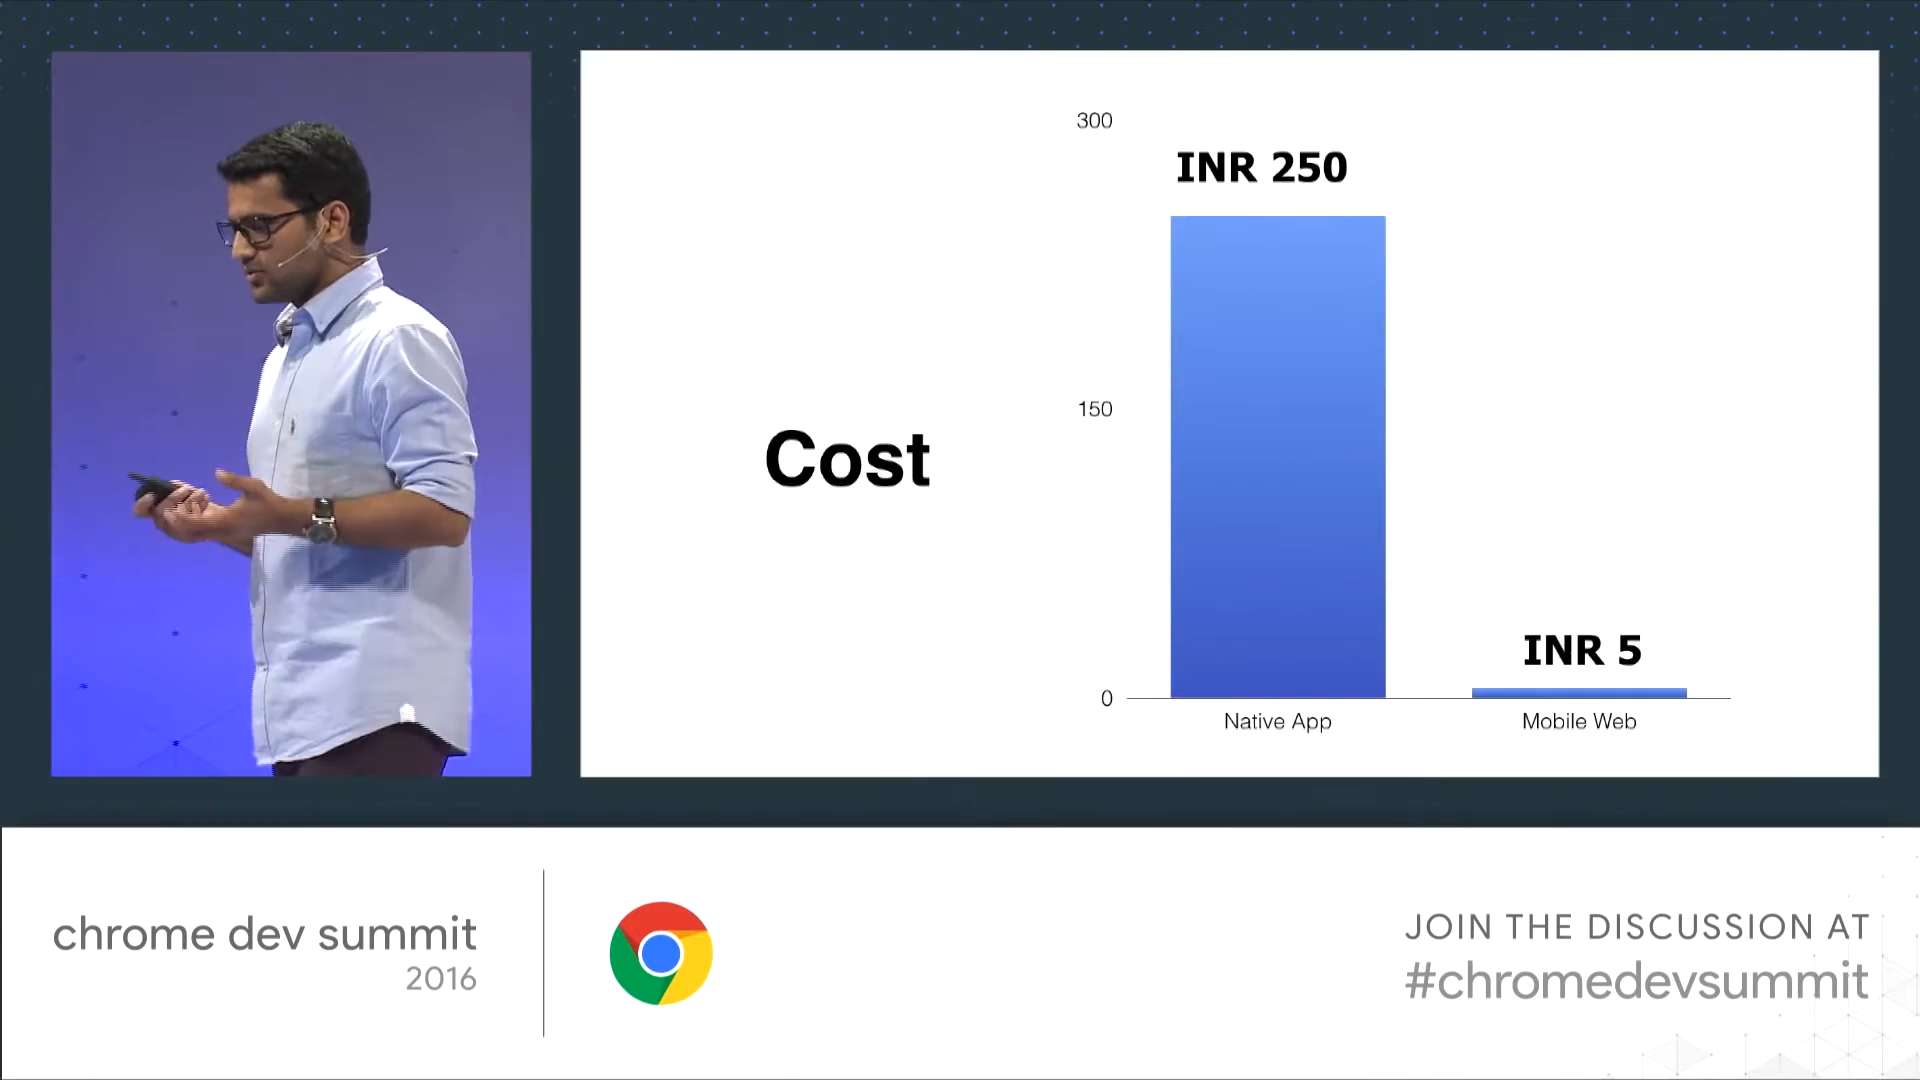 300
INR 250
150
Cost
INR 5
0
Native App
Mobile Web
chrome dev summit
2016
JOIN THE DISCUSSION AT
#chromedevsummit